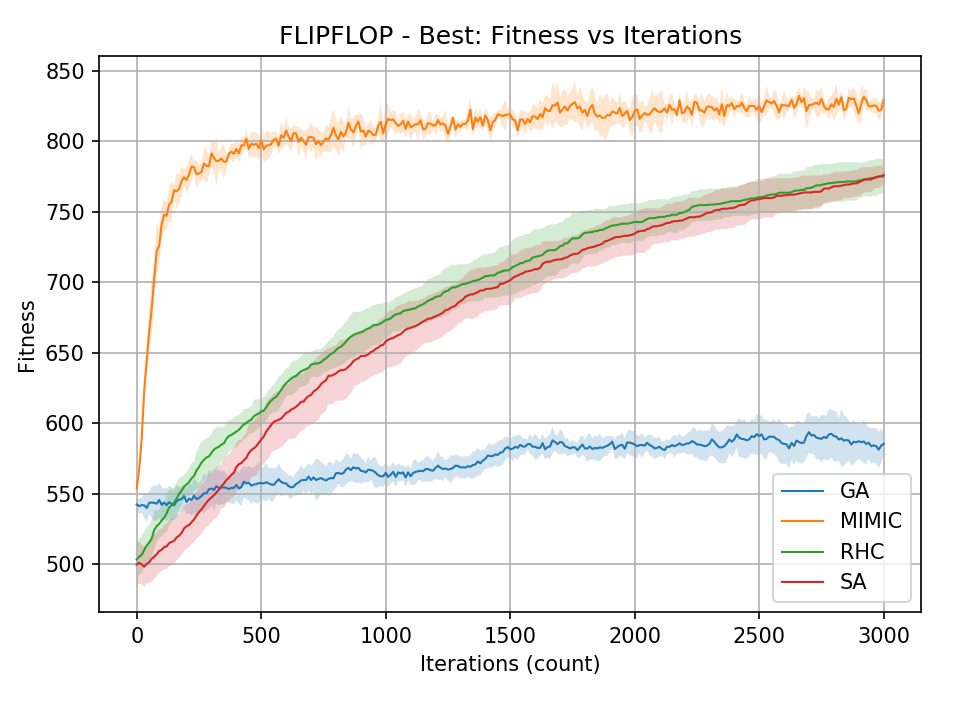 FLIPFLOP - Best: Fitness vs Iterations
850
800
750
700
650
600
550
500
Fitness
GA
MIMIC
RHC
SA
0 500 1000 1500 2000 2500 3000
Iterations (count)